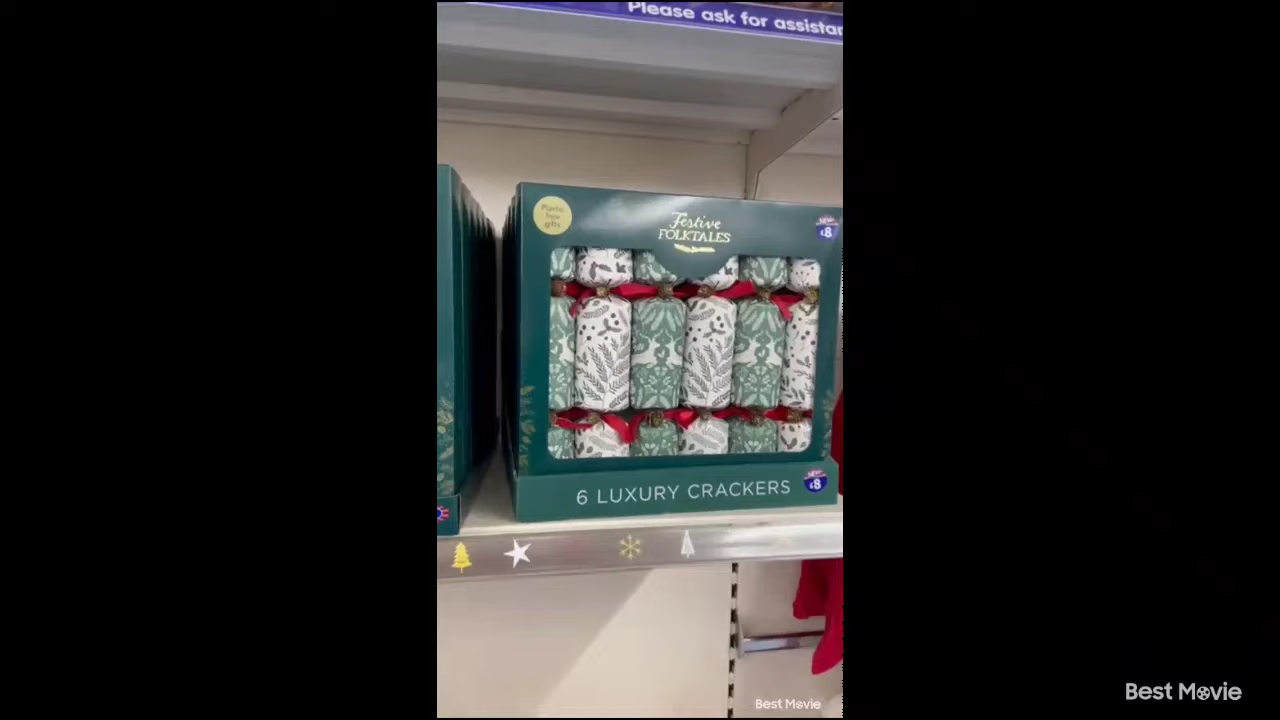 Please ask for assistan
Plastic
free
gifts
Festive
FOLKTALES
£8
6 LUXURY CRACKERS
£8
Best Movie
Best Movie